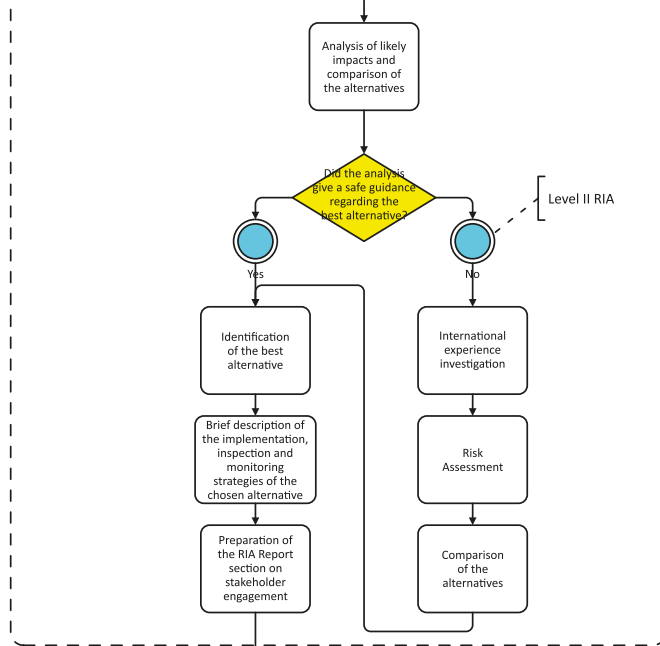 Analysis of likely
impacts and
comparison of
the alternatives
Did the analysis
give a safe guidance
regarding the
best alternative?
Level II RIA
Yes
No
Identification
of the best
alternative
International
experience
investigation
Brief description of
the implementation,
inspection and
monitoring
strategies of the
chosen alternative
Risk
Assessment
Preparation of
the RIA Report
section on
stakeholder
engagement
Comparison
of the
alternatives